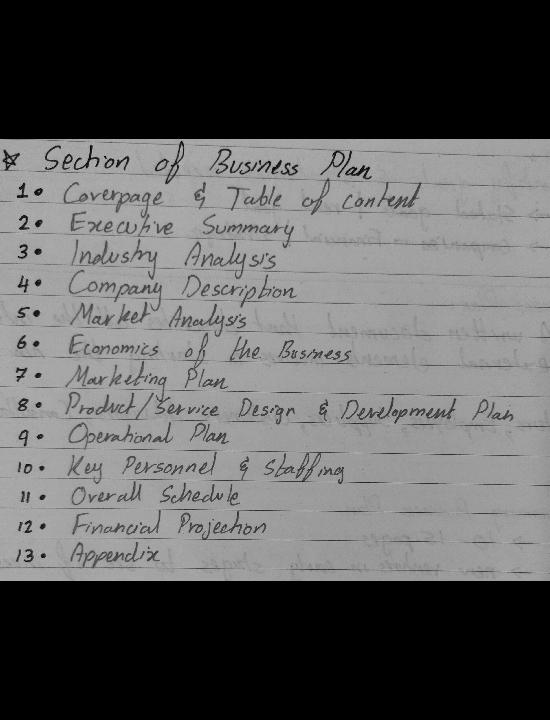 ☆ Section of Business Plan
1• Coverpage & Table of content
2• Executive Summary
3• Industry Analysis
4• Company Description
5• Market Analysis
6• Economics of the Business
7• Marketing Plan
8• Product/Service Design & Development Plan
9• Operational Plan
10• Key Personnel & Staffing
11• Overall Schedule
12• Financial Projection
13• Appendix